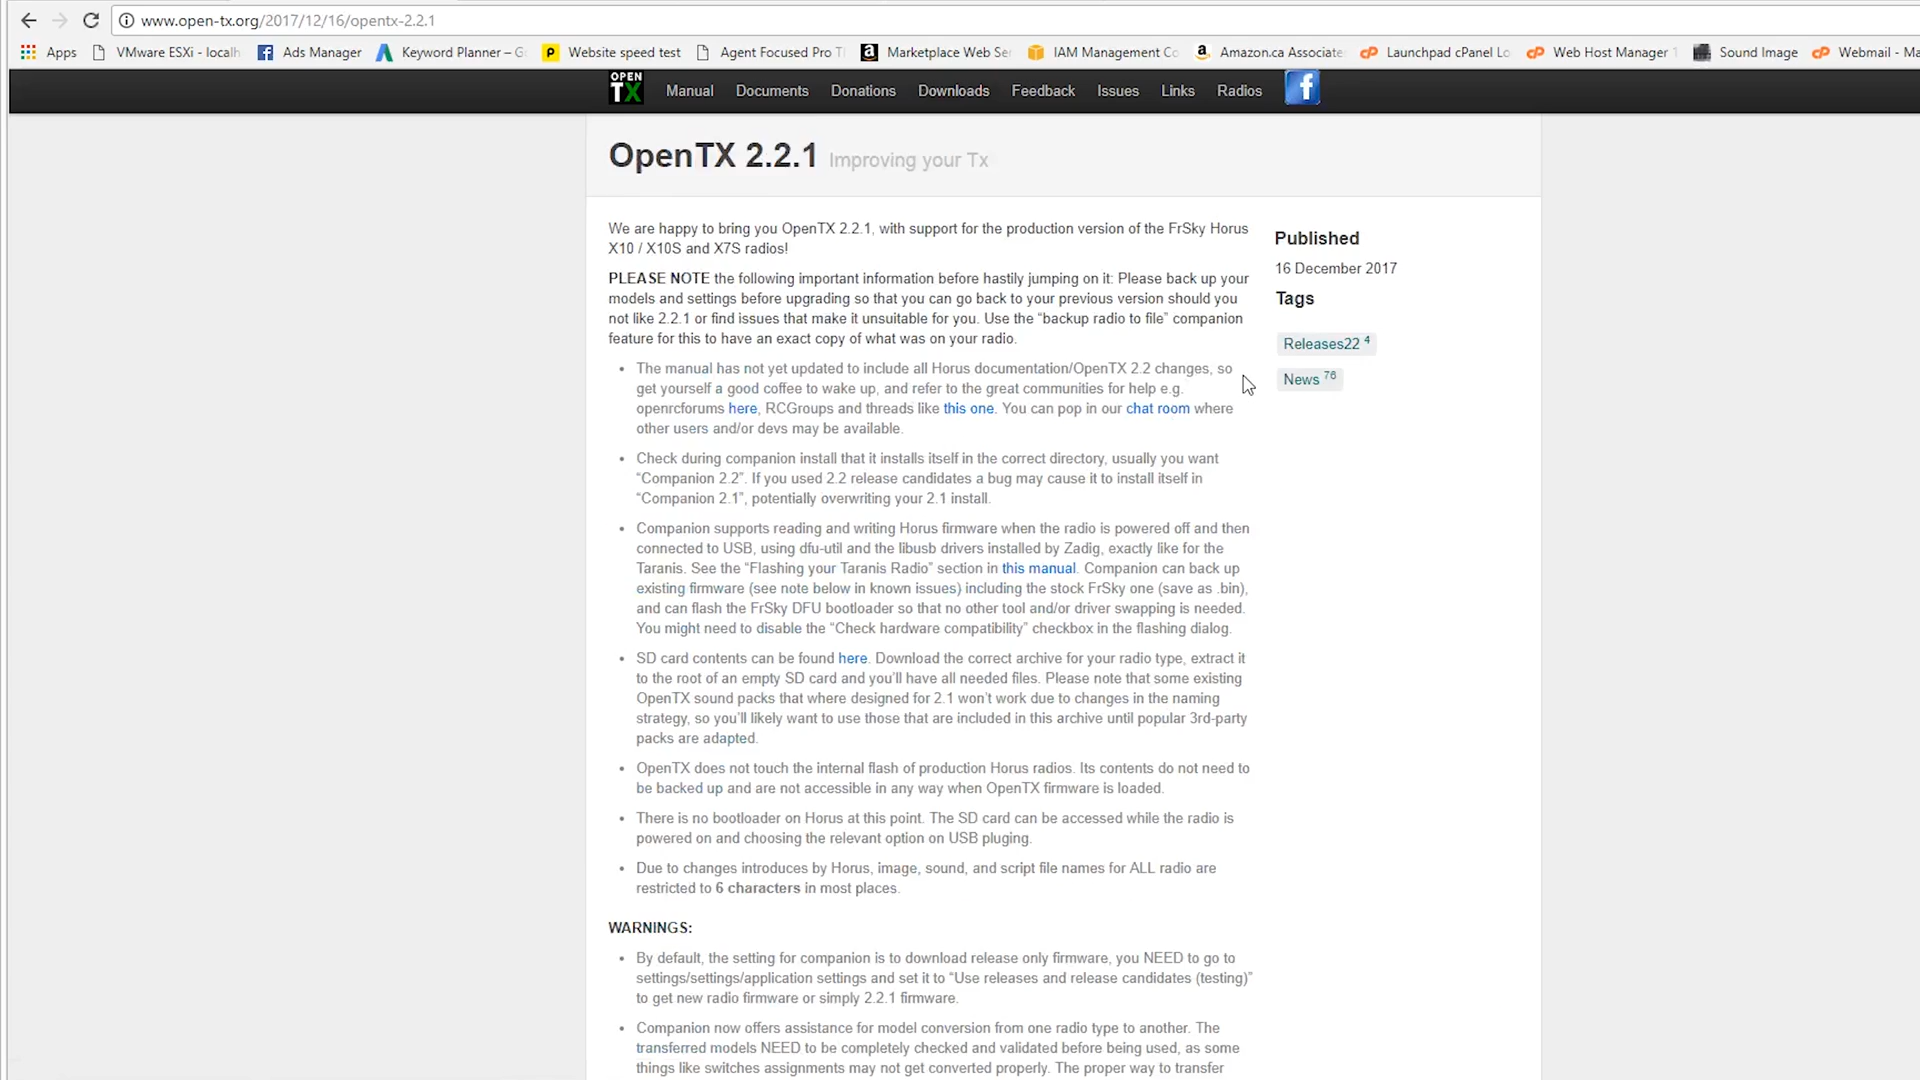 www.open-tx.org/2017/12/16/opentx-2.2.1
Apps VMware ESXi - localh Ads Manager Keyword Planner – G Website speed test Agent Focused Pro T Marketplace Web Se IAM Management Co Amazon.ca Associate Launchpad cPanel Lo Web Host Manager 1 Sound Image Webmail - Ma
OPEN TX Manual Documents Donations Downloads Feedback Issues Links Radios
OpenTX 2.2.1 Improving your Tx
We are happy to bring you OpenTX 2.2.1, with support for the production version of the FrSky Horus
X10 / X10S and X7S radios!
PLEASE NOTE the following important information before hastily jumping on it: Please back up your
models and settings before upgrading so that you can go back to your previous version should you
not like 2.2.1 or find issues that make it unsuitable for you. Use the “backup radio to file” companion
feature for this to have an exact copy of what was on your radio.
• The manual has not yet updated to include all Horus documentation/OpenTX 2.2 changes, so
get yourself a good coffee to wake up, and refer to the great communities for help e.g.
openrcforums here, RCGroups and threads like this one. You can pop in our chat room where
other users and/or devs may be available.
• Check during companion install that it installs itself in the correct directory, usually you want
“Companion 2.2”. If you used 2.2 release candidates a bug may cause it to install itself in
“Companion 2.1”, potentially overwriting your 2.1 install.
• Companion supports reading and writing Horus firmware when the radio is powered off and then
connected to USB, using dfu-util and the libusb drivers installed by Zadig, exactly like for the
Taranis. See the “Flashing your Taranis Radio” section in this manual. Companion can back up
existing firmware (see note below in known issues) including the stock FrSky one (save as .bin),
and can flash the FrSky DFU bootloader so that no other tool and/or driver swapping is needed.
You might need to disable the “Check hardware compatibility” checkbox in the flashing dialog.
• SD card contents can be found here. Download the correct archive for your radio type, extract it
to the root of an empty SD card and you’ll have all needed files. Please note that some existing
OpenTX sound packs that where designed for 2.1 won’t work due to changes in the naming
strategy, so you’ll likely want to use those that are included in this archive until popular 3rd-party
packs are adapted.
• OpenTX does not touch the internal flash of production Horus radios. Its contents do not need to
be backed up and are not accessible in any way when OpenTX firmware is loaded.
• There is no bootloader on Horus at this point. The SD card can be accessed while the radio is
powered on and choosing the relevant option on USB pluging.
• Due to changes introduces by Horus, image, sound, and script file names for ALL radio are
restricted to 6 characters in most places.
WARNINGS:
• By default, the setting for companion is to download release only firmware, you NEED to go to
settings/settings/application settings and set it to “Use releases and release candidates (testing)”
to get new radio firmware or simply 2.2.1 firmware.
• Companion now offers assistance for model conversion from one radio type to another. The
transferred models NEED to be completely checked and validated before being used, as some
things like switches assignments may not get converted properly. The proper way to transfer
Published
16 December 2017
Tags
Releases22 4
News 76